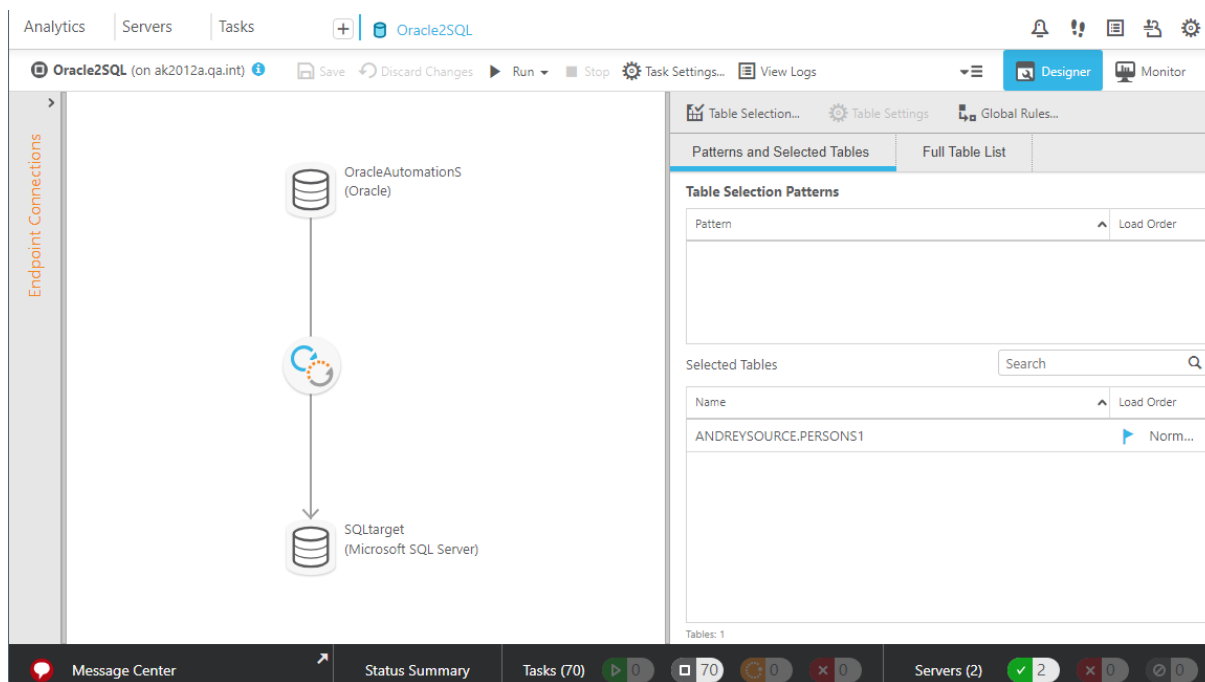 Analytics Servers Tasks + Oracle2SQL
Oracle2SQL (on ak2012a.qa.int) i Save Discard Changes Run Stop Task Settings... View Logs Designer Monitor
Endpoint Connections
OracleAutomationS
(Oracle)
SQLtarget
(Microsoft SQL Server)
Table Selection... Table Settings Global Rules...
Patterns and Selected Tables Full Table List
Table Selection Patterns
Pattern Load Order
Selected Tables Search
Name Load Order
ANDREYSOURCE.PERSONS1 Norm...
Tables: 1
Message Center Status Summary Tasks (70) 0 70 0 0 Servers (2) 2 0 0